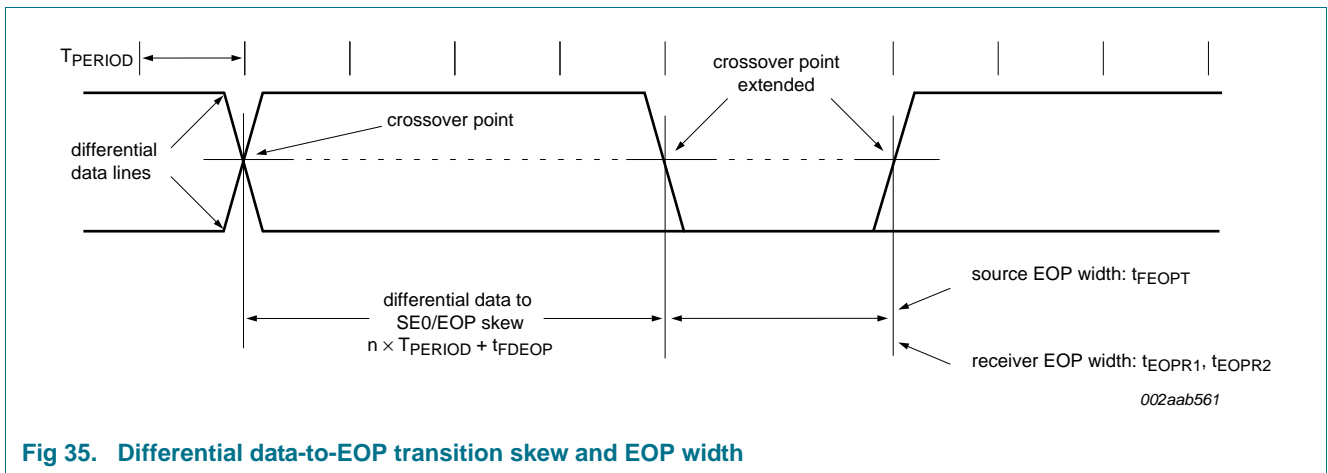 TPERIOD
crossover point
extended
crossover point
differential
data lines
source EOP width: tFEOPT
differential data to
SE0/EOP skew
n × TPERIOD + tFDEOP
receiver EOP width: tEOPR1, tEOPR2
002aab561
Fig 35. Differential data-to-EOP transition skew and EOP width